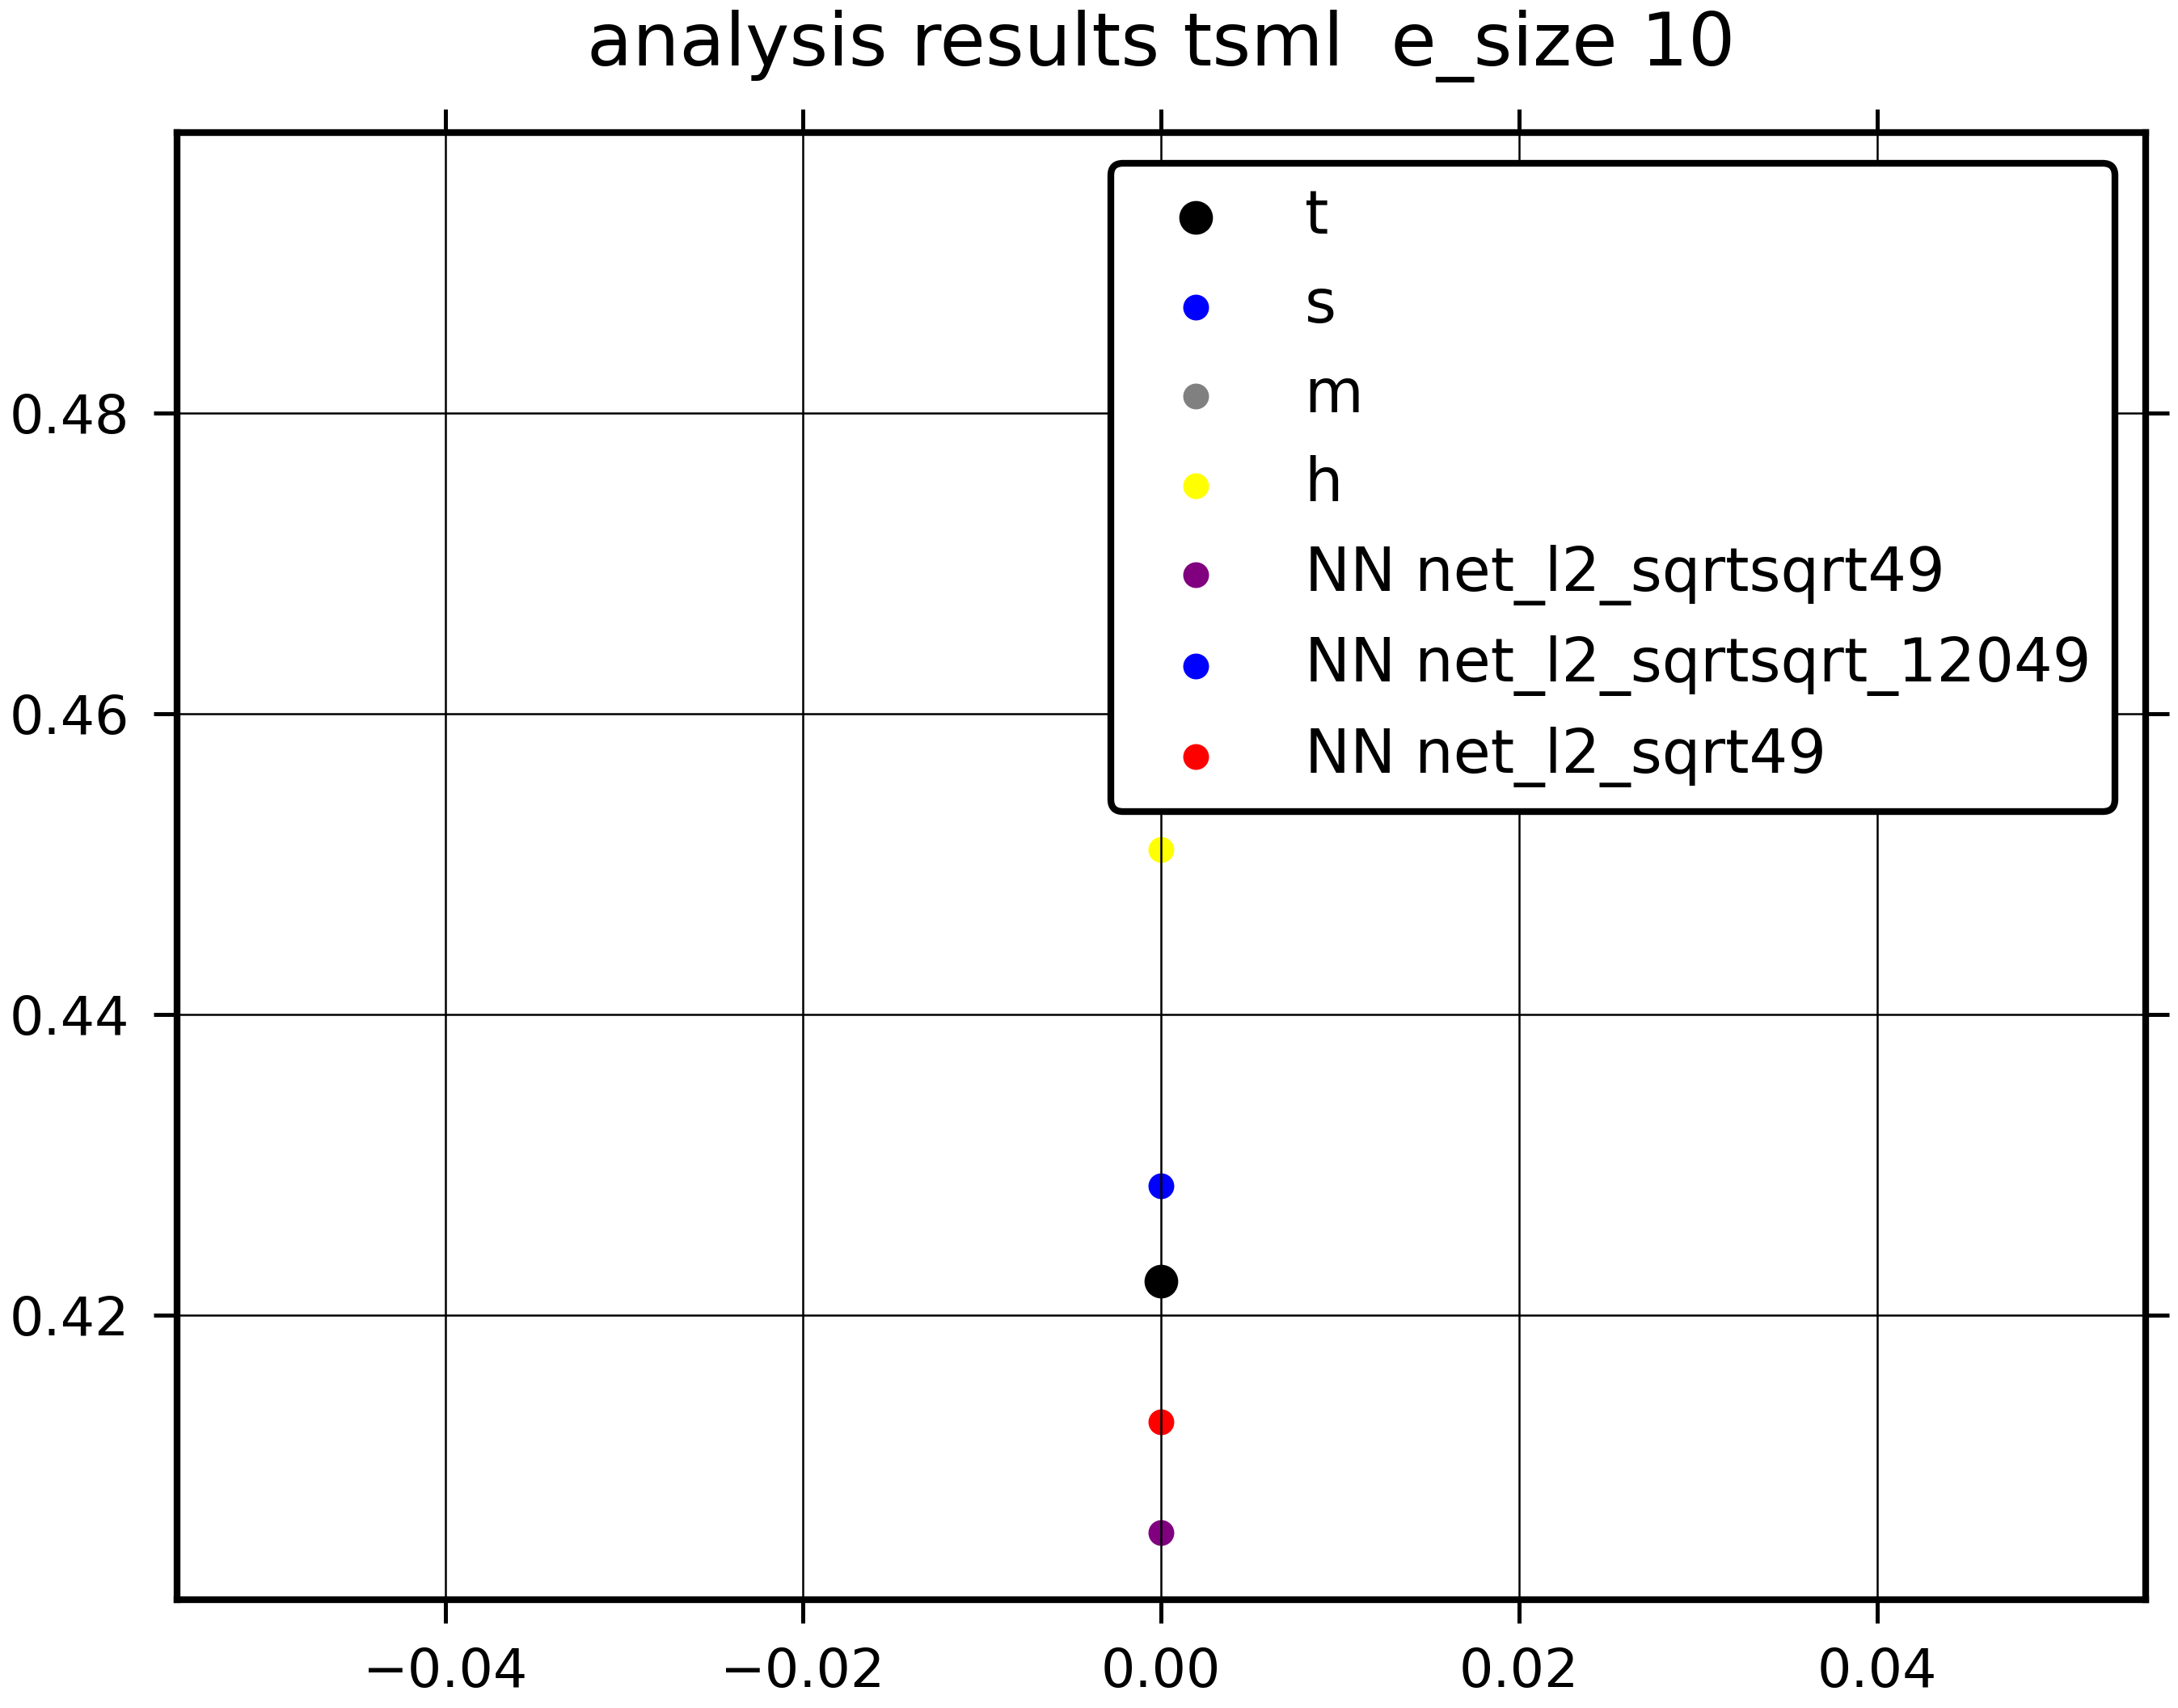 analysis results tsml  e_size 10
t
s
m
h
NN net_l2_sqrtsqrt49
NN net_l2_sqrtsqrt_12049
NN net_l2_sqrt49
0.48
0.46
0.44
0.42
−0.04 −0.02 0.00 0.02 0.04